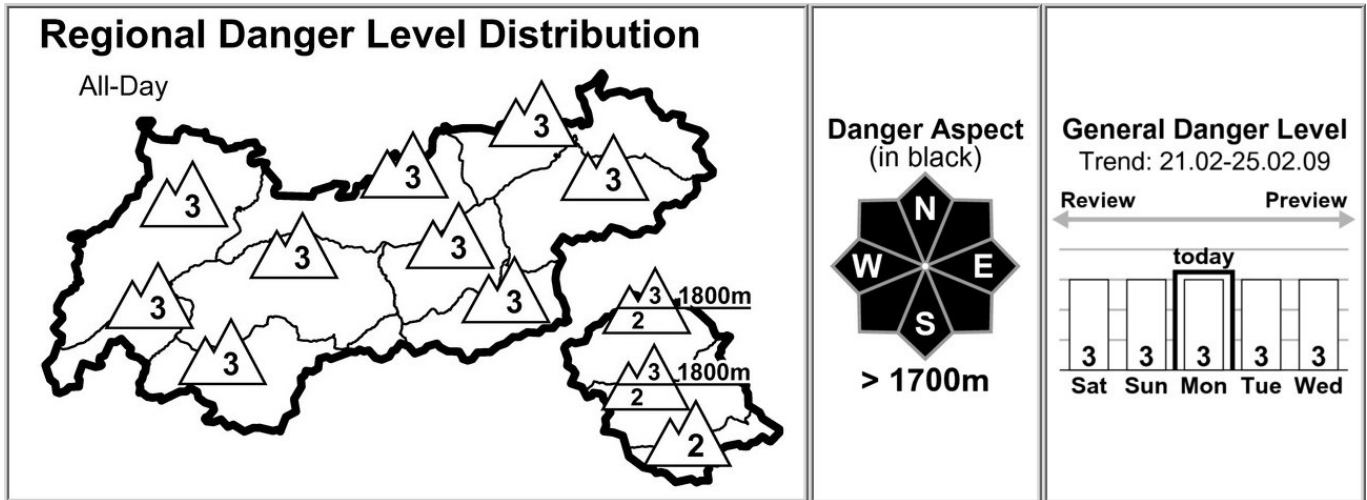 Regional Danger Level Distribution
All-Day
3
3
3
3
3
3
3
3
3
3 1800m
2
3 1800m
2
2
Danger Aspect
(in black)
N
W E
S
> 1700m
General Danger Level
Trend: 21.02-25.02.09
Review Preview
today
3 3 3 3 3
Sat Sun Mon Tue Wed